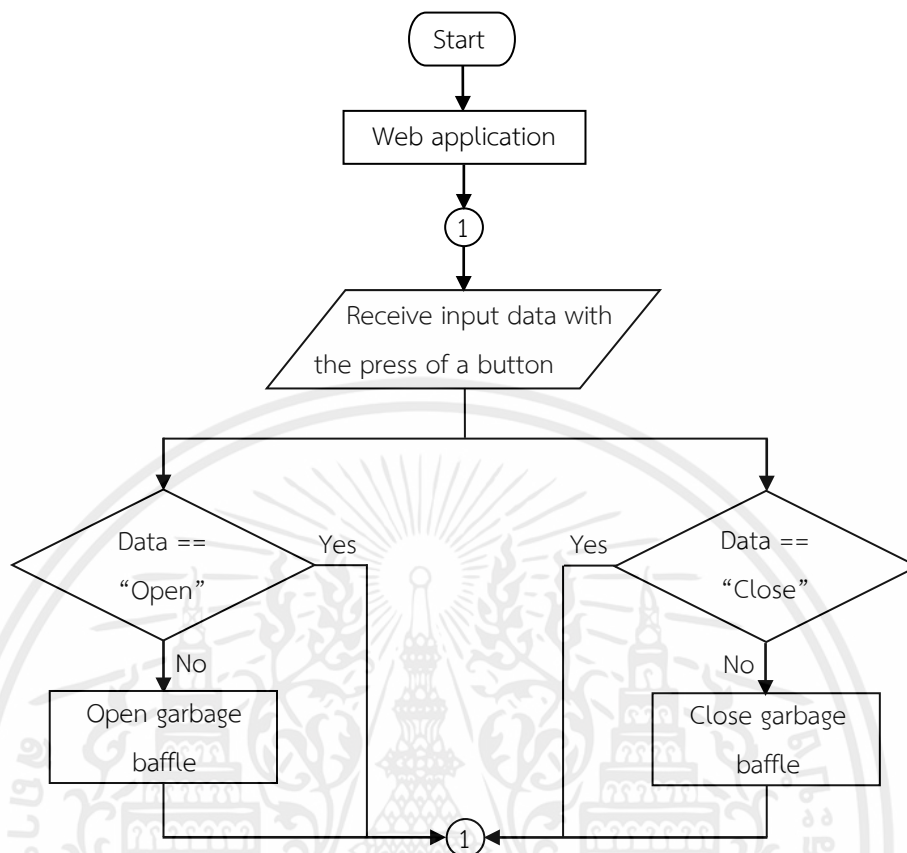 Start
Web application
1
Receive input data with
the press of a button
Data ==
“Open”
Yes
No
Open garbage
baffle
Data ==
“Close”
Yes
No
Close garbage
baffle
1